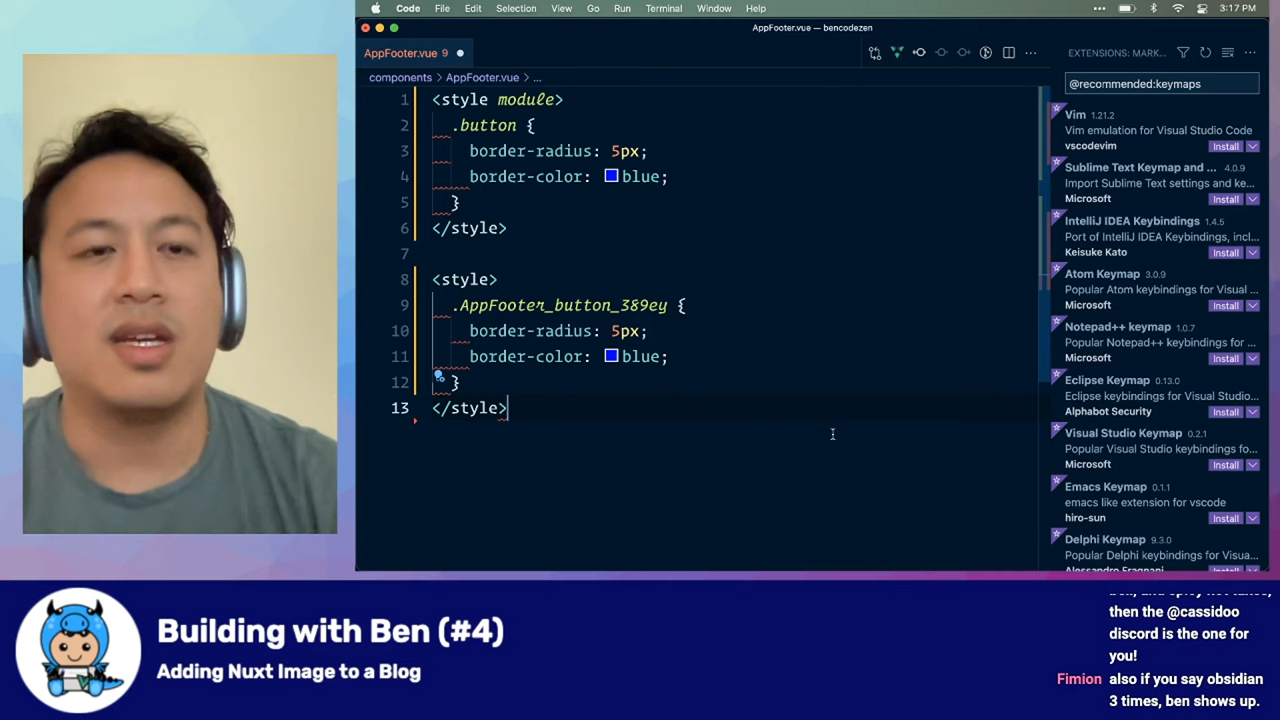 Code File Edit Selection View Go Run Terminal Window Help 3:17 PM
AppFooter.vue — bencodezen
AppFooter.vue 9
components > AppFooter.vue > ...
1 <style module>
2 .button {
3 border-radius: 5px;
4 border-color: blue;
5 }
6 </style>
7
8 <style>
9 .AppFooter_button_389ey {
10 border-radius: 5px;
11 border-color: blue;
12 }
13 </style>
EXTENSIONS: MARK...
@recommended:keymaps
Vim 1.21.2
Vim emulation for Visual Studio Code
vscodevim Install
Sublime Text Keymap and ... 4.0.9
Import Sublime Text settings and ke...
Microsoft Install
IntelliJ IDEA Keybindings 1.4.5
Port of IntelliJ IDEA Keybindings, incl...
Keisuke Kato Install
Atom Keymap 3.0.9
Popular Atom keybindings for Visual ...
Microsoft Install
Notepad++ keymap 1.0.7
Popular Notepad++ keybindings for ...
Microsoft Install
Eclipse Keymap 0.13.0
Eclipse keybindings for Visual Studio...
Alphabot Security Install
Visual Studio Keymap 0.2.1
Popular Visual Studio keybindings fo...
Microsoft Install
Emacs Keymap 0.1.1
emacs like extension for vscode
hiro-sun Install
Delphi Keymap 9.3.0
Popular Delphi keybindings for Visua...
Alessandro Fragnani Install
Building with Ben (#4)
Adding Nuxt Image to a Blog
then the @cassidoo
discord is the one for
you!
Fimion also if you say obsidian
3 times, ben shows up.